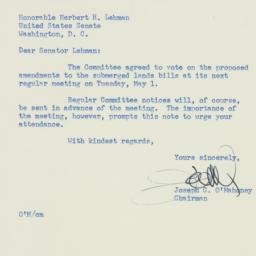 Honorable Herbert H. Lehman
United States Senate
Washington, D. C.
Dear Senator Lehman:
The Committee agreed to vote on the proposed
amendments to the submerged lands bills at its next
regular meeting on Tuesday, May 1.
Regular Committee notices will, of course,
be sent in advance of the meeting. The importance of
the meeting, however, prompts this note to urge your
attendance.
With kindest regards,
Yours sincerely,
Joseph C. O'Mahoney
Chairman
O'M/cm